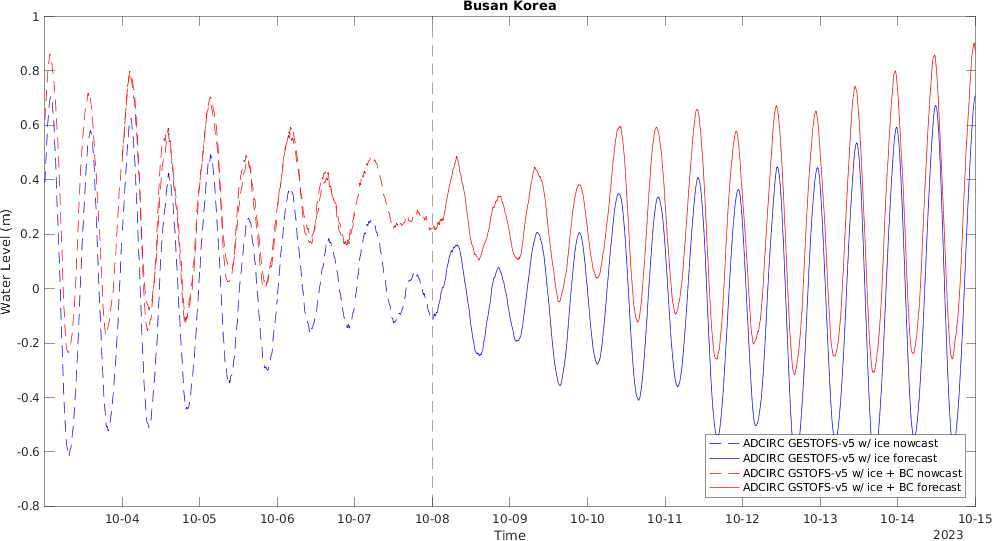 Busan Korea
1
0.8
0.6
0.4
0.2
0
-0.2
-0.4
-0.6
-0.8
Water Level (m)
10-04 10-05 10-06 10-07 10-08 10-09 10-10 10-11 10-12 10-13 10-14 10-15
Time
2023
ADCIRC GESTOFS-v5 w/ ice nowcast
ADCIRC GESTOFS-v5 w/ ice forecast
ADCIRC GSTOFS-v5 w/ ice + BC nowcast
ADCIRC GSTOFS-v5 w/ ice + BC forecast